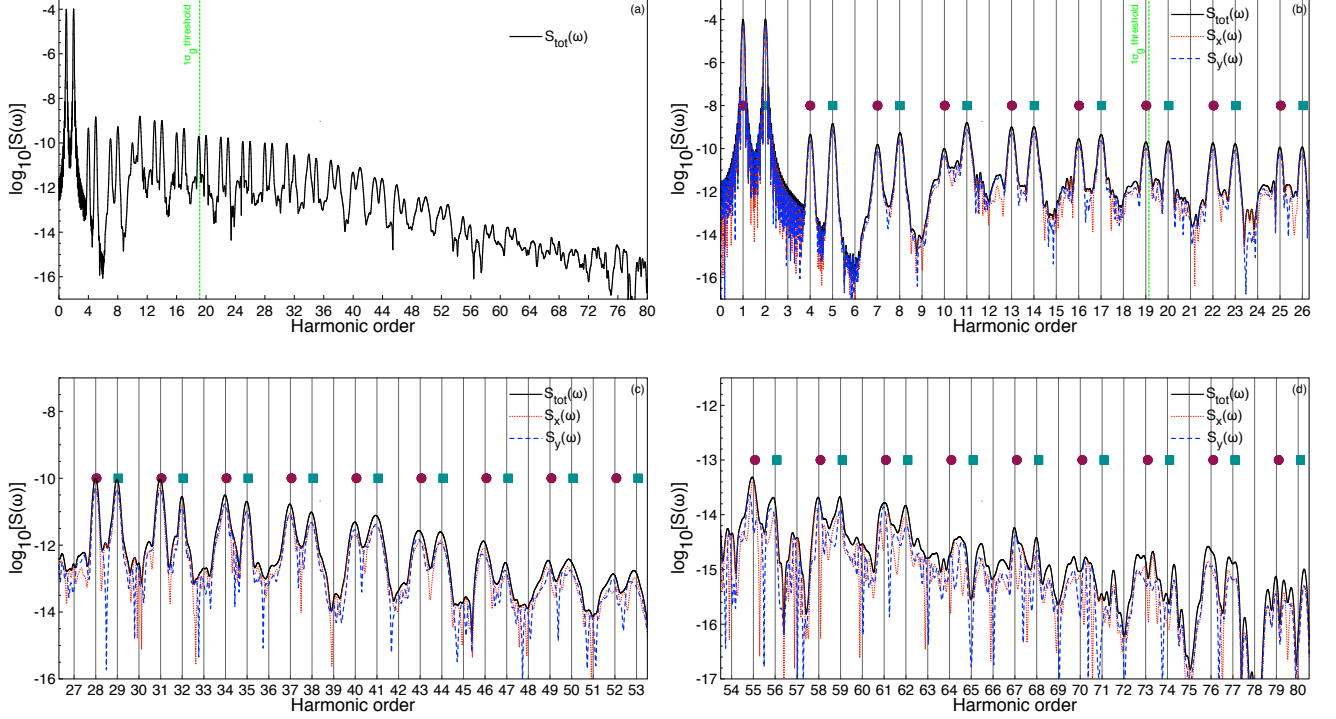 (a)
S_tot(ω)
1σ_g threshold
log₁₀[S(ω)]
-4
-6
-8
-10
-12
-14
-16
0 4 8 12 16 20 24 28 32 36 40 44 48 52 56 60 64 68 72 76 80
Harmonic order
(b)
S_tot(ω)
S_x(ω)
S_y(ω)
1σ_g threshold
log₁₀[S(ω)]
-4
-6
-8
-10
-12
-14
-16
0 1 2 3 4 5 6 7 8 9 10 11 12 13 14 15 16 17 18 19 20 21 22 23 24 25 26
Harmonic order
(c)
S_tot(ω)
S_x(ω)
S_y(ω)
log₁₀[S(ω)]
-8
-10
-12
-14
-16
27 28 29 30 31 32 33 34 35 36 37 38 39 40 41 42 43 44 45 46 47 48 49 50 51 52 53
Harmonic order
(d)
S_tot(ω)
S_x(ω)
S_y(ω)
log₁₀[S(ω)]
-12
-13
-14
-15
-16
-17
54 55 56 57 58 59 60 61 62 63 64 65 66 67 68 69 70 71 72 73 74 75 76 77 78 79 80
Harmonic order